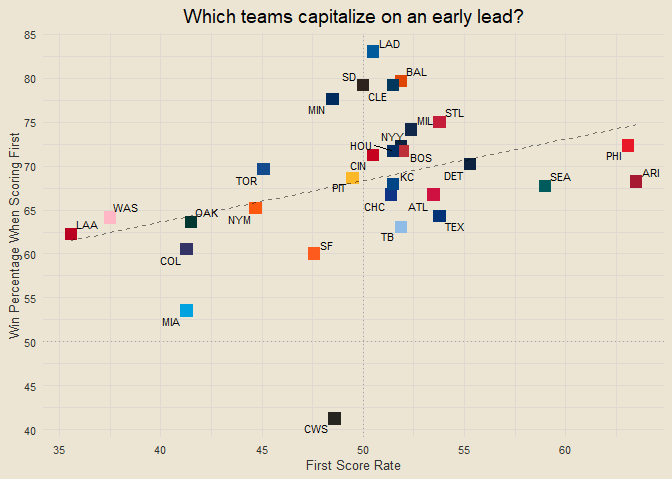 Which teams capitalize on an early lead?
Win Percentage When Scoring First
85
80
75
70
65
60
55
50
45
40
LAD
SD
BAL
CLE
MIN
STL
MIL
NYY
HOU
BOS
PHI
CIN
DET
TOR
KC
SEA
ARI
PIT
WAS
OAK
NYM
CHC
ATL
LAA
TEX
TB
SF
COL
MIA
CWS
35
40
45
50
55
60
First Score Rate